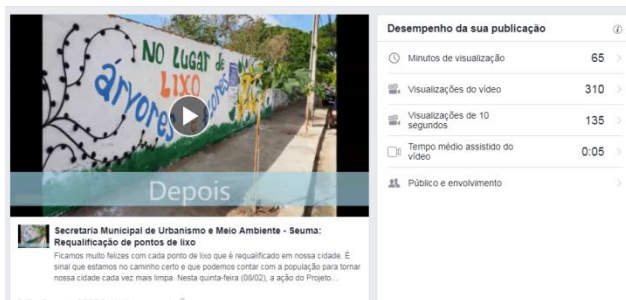 NO LUGAR de
LIXO
árvores
Depois
Secretaria Municipal de Urbanismo e Meio Ambiente - Seuma:
Requalificação de pontos de lixo
Ficamos muito felizes com cada ponto de lixo que é requalificado em nossa cidade. É
sinal que estamos no caminho certo e que podemos contar com a população para tornar
nossa cidade cada vez mais limpa. Nesta quinta-feira (08/02), a ação do Projeto...
Desempenho da sua publicação
Minutos de visualização 65
Visualizações do vídeo 310
Visualizações de 10
segundos 135
Tempo médio assistido do
vídeo 0:05
Público e envolvimento